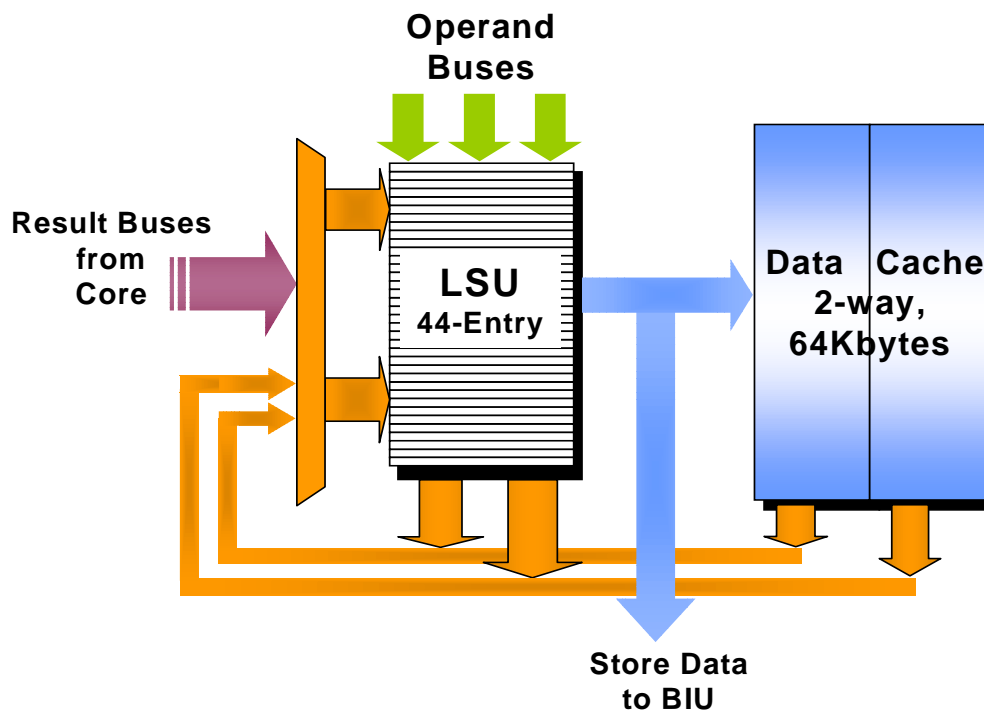 Operand
Buses
Result Buses
from
Core
LSU
44-Entry
Data Cache
2-way,
64Kbytes
Store Data
to BIU